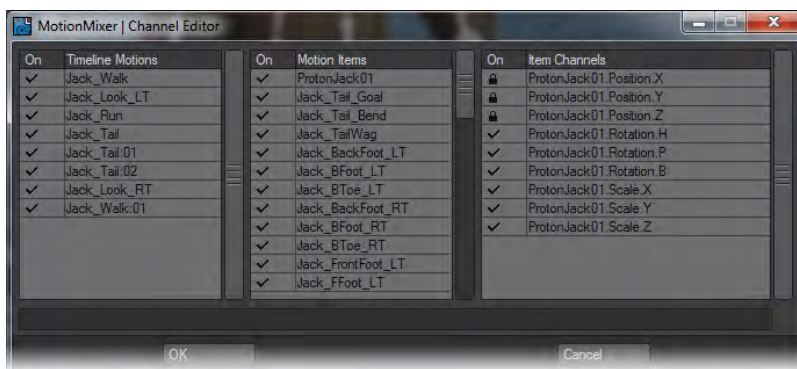 MotionMixer | Channel Editor
On Timeline Motions
Jack_Walk
Jack_Look_LT
Jack_Run
Jack_Tail
Jack_Tail:01
Jack_Tail:02
Jack_Look_RT
Jack_Walk:01
On Motion Items
ProtonJack01
Jack_Tail_Goal
Jack_Tail_Bend
Jack_TailWag
Jack_BackFoot_LT
Jack_BFoot_LT
Jack_BToe_LT
Jack_BackFoot_RT
Jack_BFoot_RT
Jack_BToe_RT
Jack_FrontFoot_LT
Jack_FFoot_LT
On Item Channels
ProtonJack01.Position.X
ProtonJack01.Position.Y
ProtonJack01.Position.Z
ProtonJack01.Rotation.H
ProtonJack01.Rotation.P
ProtonJack01.Rotation.B
ProtonJack01.Scale.X
ProtonJack01.Scale.Y
ProtonJack01.Scale.Z
OK Cancel